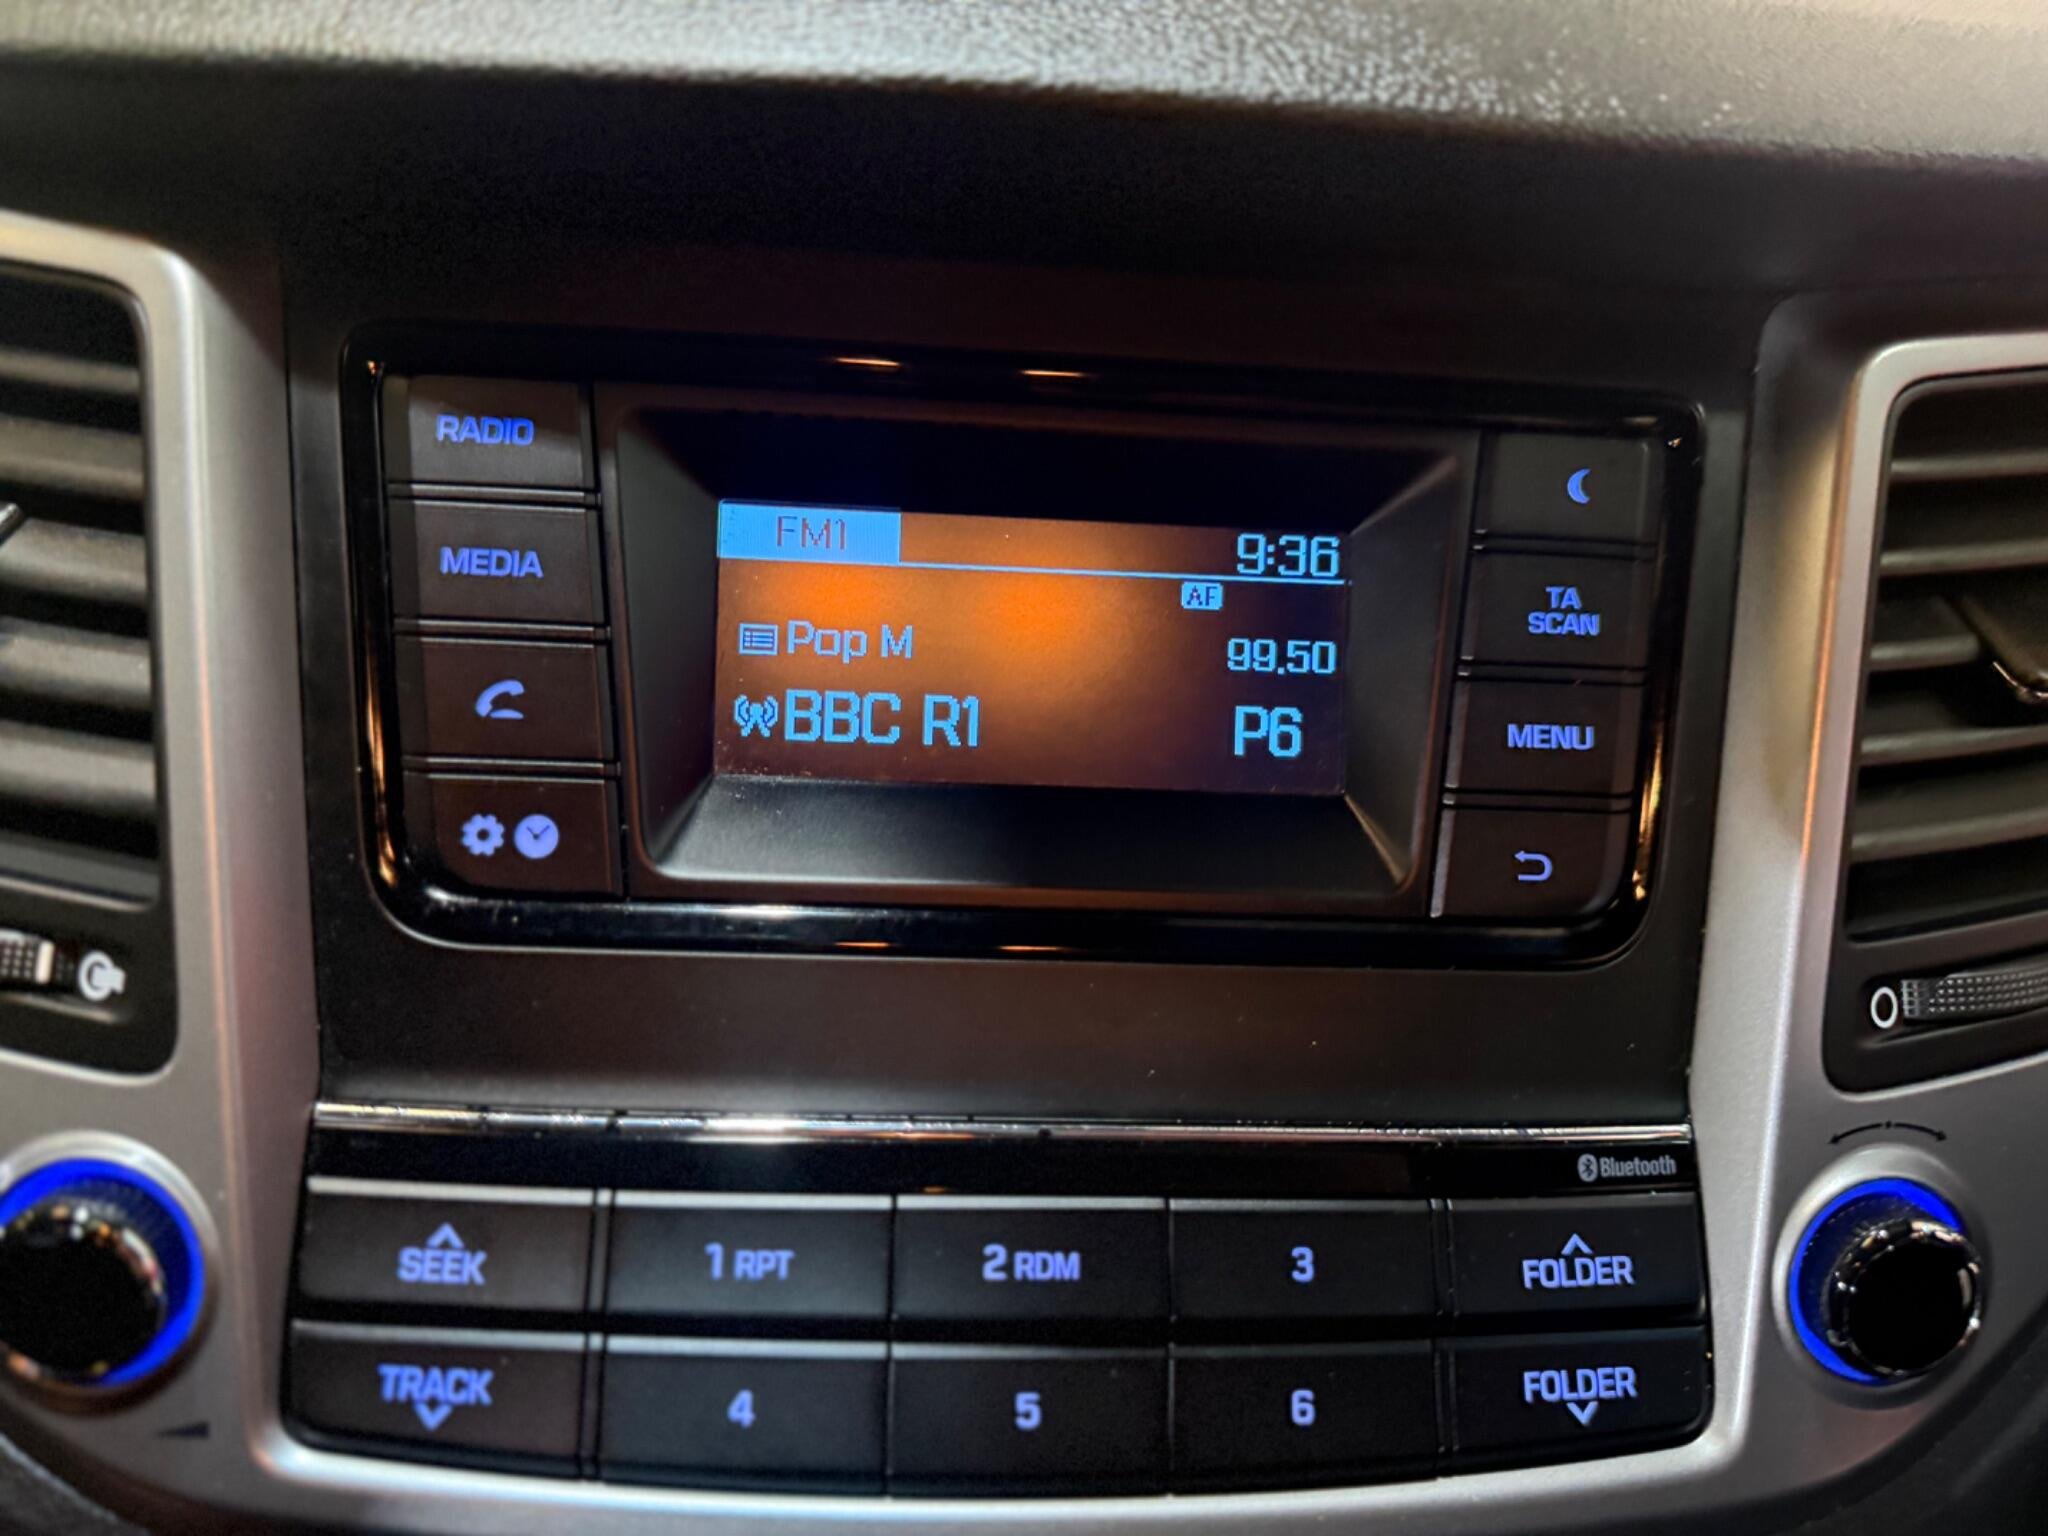 RADIO
MEDIA
FM1 9:36
AF
Pop M 99.50
BBC R1 P6
TA
SCAN
MENU
Bluetooth
SEEK 1 RPT 2 RDM 3 FOLDER
TRACK 4 5 6 FOLDER